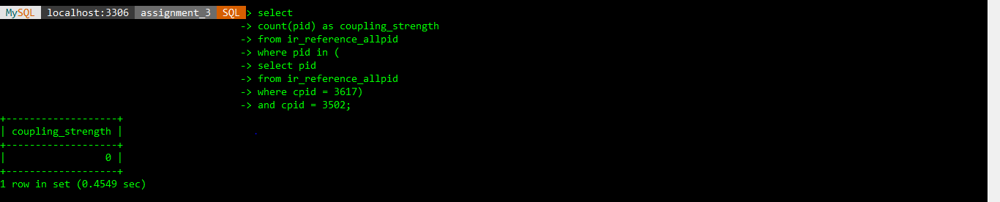 MySQL localhost:3306 assignment_3 SQL > select
-> count(pid) as coupling_strength
-> from ir_reference_allpid
-> where pid in (
-> select pid
-> from ir_reference_allpid
-> where cpid = 3617)
-> and cpid = 3502;
+-------------------+
| coupling_strength |
+-------------------+
| 0 |
+-------------------+
1 row in set (0.4549 sec)